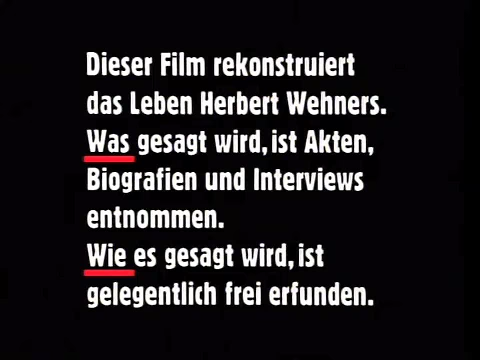 Dieser Film rekonstruiert
das Leben Herbert Wehners.
Was gesagt wird, ist Akten,
Biografien und Interviews
entnommen.
Wie es gesagt wird, ist
gelegentlich frei erfunden.